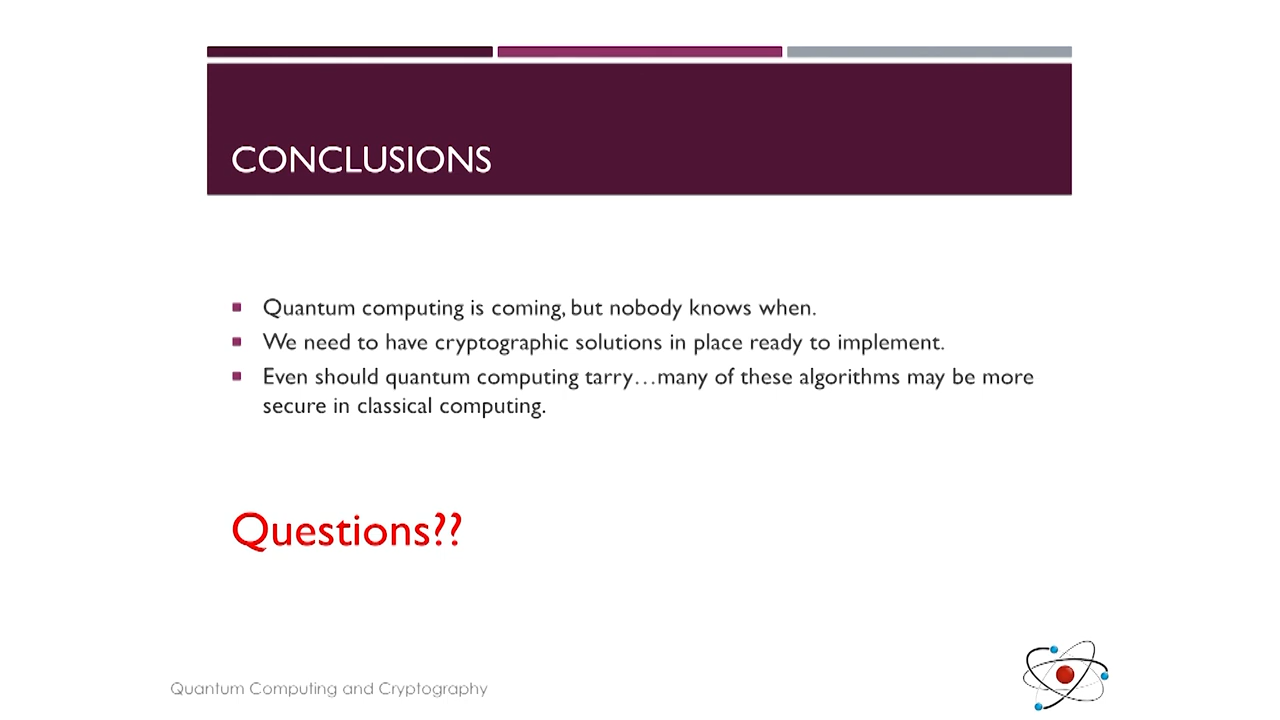 CONCLUSIONS
Quantum computing is coming, but nobody knows when.
We need to have cryptographic solutions in place ready to implement.
Even should quantum computing tarry…many of these algorithms may be more
secure in classical computing.
Questions??
Quantum Computing and Cryptography